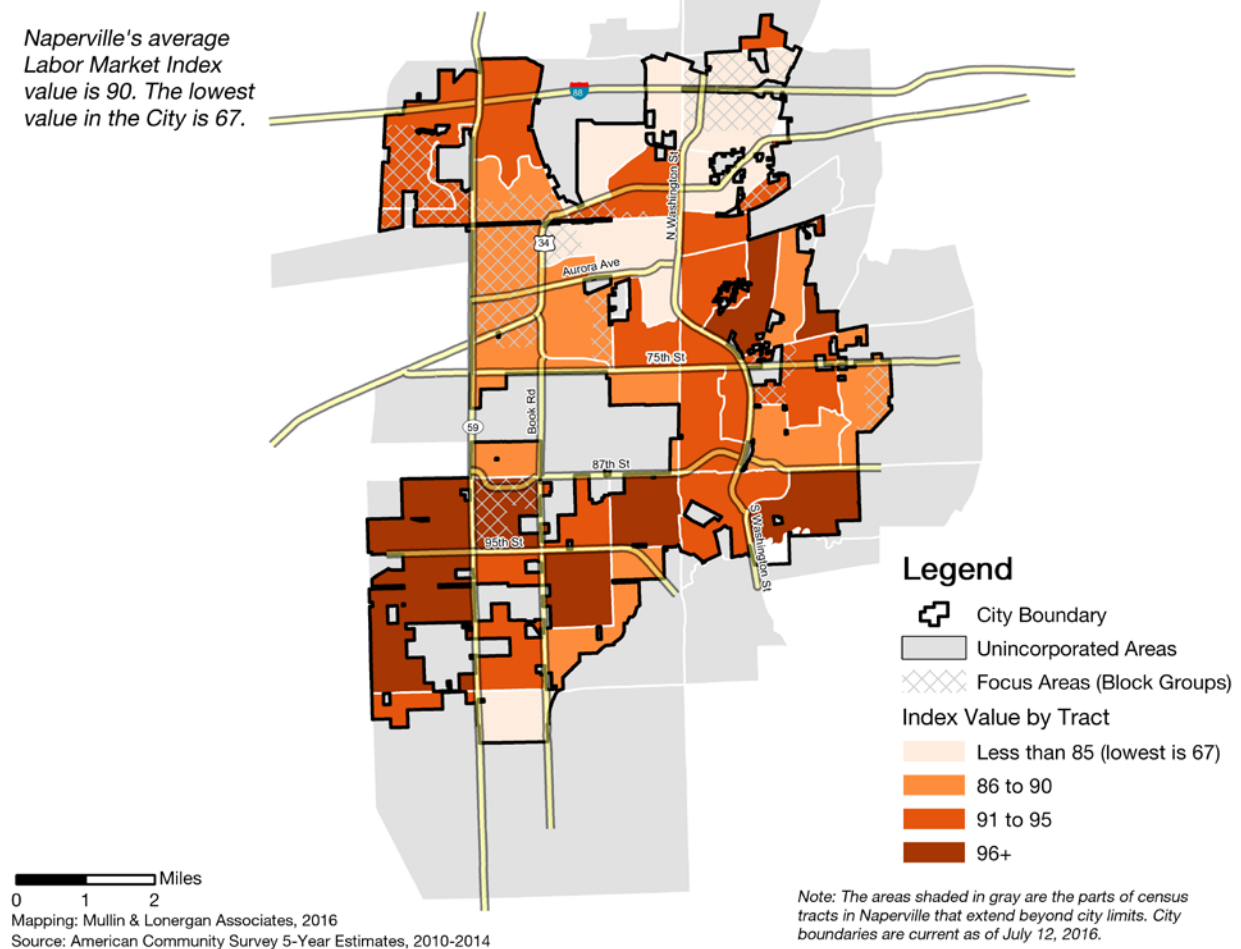 Naperville's average
Labor Market Index
value is 90. The lowest
value in the City is 67.
88
N Washington St
34
Aurora Ave
75th St
Book Rd
59
87th St
95th St
S Washington St
Legend
City Boundary
Unincorporated Areas
Focus Areas (Block Groups)
Index Value by Tract
Less than 85 (lowest is 67)
86 to 90
91 to 95
96+
Miles
0 1 2
Mapping: Mullin & Lonergan Associates, 2016
Source: American Community Survey 5-Year Estimates, 2010-2014
Note: The areas shaded in gray are the parts of census
tracts in Naperville that extend beyond city limits. City
boundaries are current as of July 12, 2016.